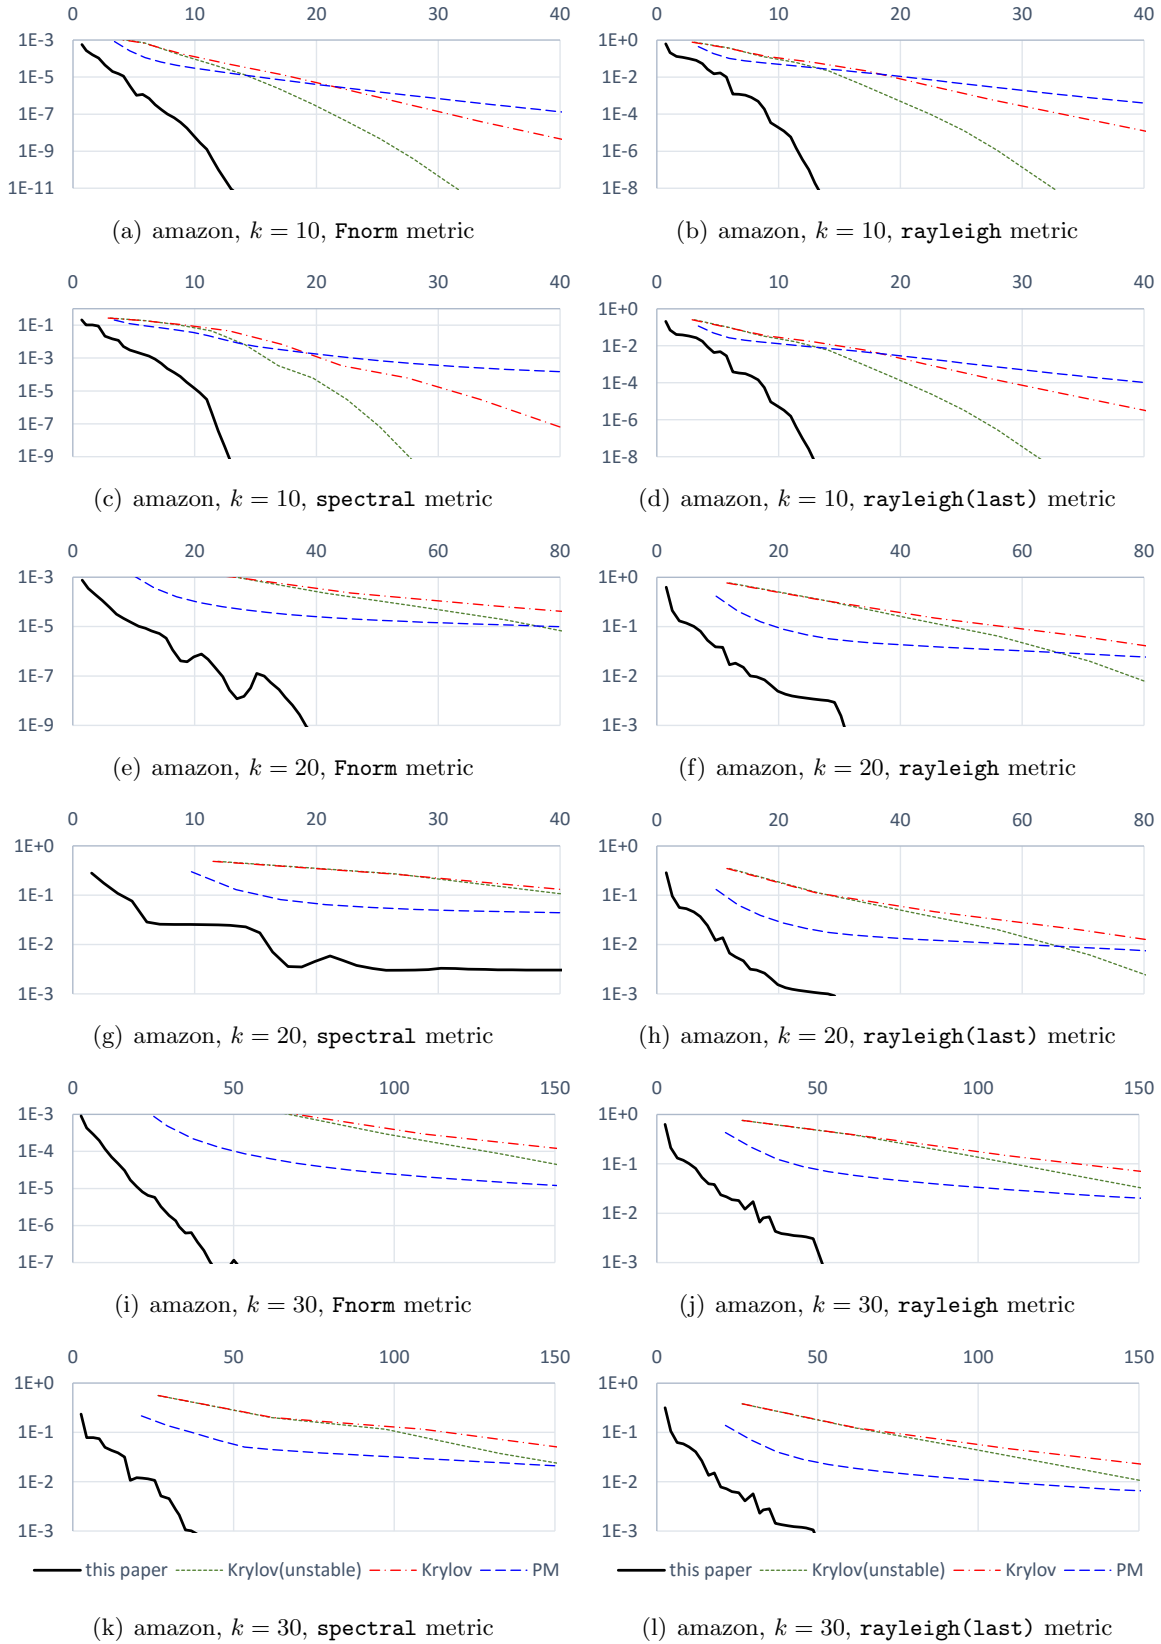 0 10 20 30 40
1E-3
1E-5
1E-7
1E-9
1E-11
(a) amazon, k = 10, Fnorm metric
0 10 20 30 40
1E+0
1E-2
1E-4
1E-6
1E-8
(b) amazon, k = 10, rayleigh metric
0 10 20 30 40
1E-1
1E-3
1E-5
1E-7
1E-9
(c) amazon, k = 10, spectral metric
0 10 20 30 40
1E+0
1E-2
1E-4
1E-6
1E-8
(d) amazon, k = 10, rayleigh(last) metric
0 20 40 60 80
1E-3
1E-5
1E-7
1E-9
(e) amazon, k = 20, Fnorm metric
0 20 40 60 80
1E+0
1E-1
1E-2
1E-3
(f) amazon, k = 20, rayleigh metric
0 10 20 30 40
1E+0
1E-1
1E-2
1E-3
(g) amazon, k = 20, spectral metric
0 20 40 60 80
1E+0
1E-1
1E-2
1E-3
(h) amazon, k = 20, rayleigh(last) metric
0 50 100 150
1E-3
1E-4
1E-5
1E-6
1E-7
(i) amazon, k = 30, Fnorm metric
0 50 100 150
1E+0
1E-1
1E-2
1E-3
(j) amazon, k = 30, rayleigh metric
0 50 100 150
1E+0
1E-1
1E-2
1E-3
this paper Krylov(unstable) Krylov PM
(k) amazon, k = 30, spectral metric
0 50 100 150
1E+0
1E-1
1E-2
1E-3
this paper Krylov(unstable) Krylov PM
(l) amazon, k = 30, rayleigh(last) metric